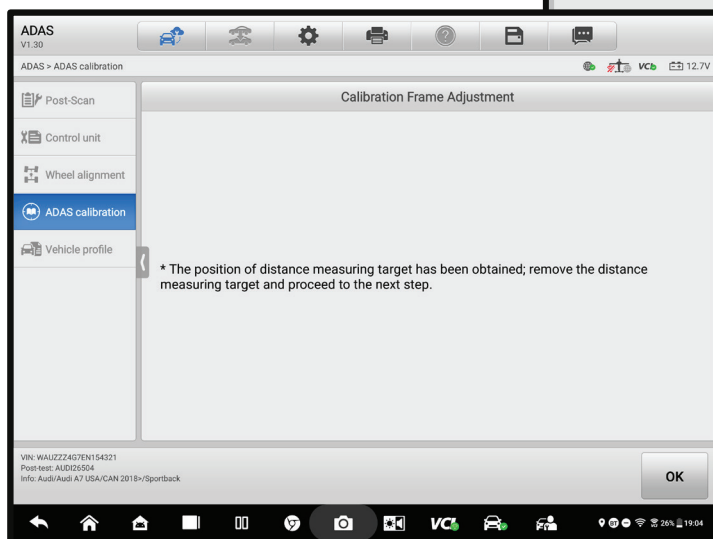 ADAS
V1.30
ADAS > ADAS calibration
VCI 12.7V
Post-Scan
Calibration Frame Adjustment
Control unit
Wheel alignment
ADAS calibration
Vehicle profile
* The position of distance measuring target has been obtained; remove the distance
measuring target and proceed to the next step.
VIN: WAUZZZ4G7EN154321
Post-test: AUDI26504
Info: Audi/Audi A7 USA/CAN 2018>/Sportback
OK
VCI 26% 19:04